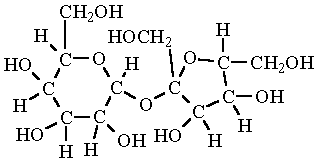 CH₂OH
H
H HOCH₂
C O O C
HO H CH₂OH
C C C
C OH
H O
C C C
H
HO HO
H OH H
H